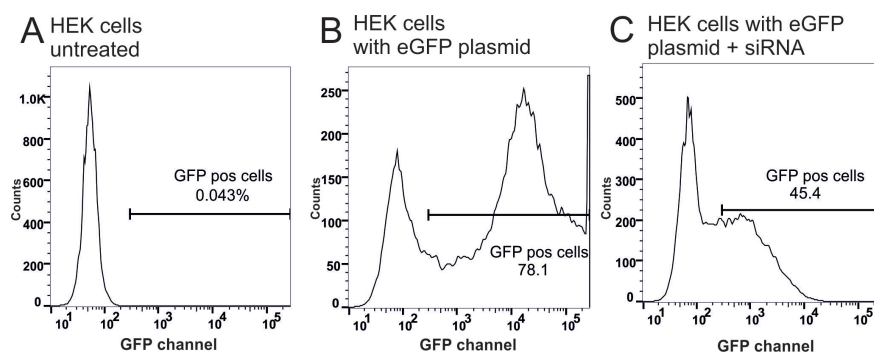 A HEK cells
untreated
1.0K
800
600
400
200
0
Counts
GFP pos cells
0.043%
10^1 10^2 10^3 10^4 10^5
GFP channel
B HEK cells
with eGFP plasmid
250
200
150
100
50
0
Counts
GFP pos cells
78.1
10^1 10^2 10^3 10^4 10^5
GFP channel
C HEK cells with eGFP
plasmid + siRNA
500
400
300
200
100
0
Counts
GFP pos cells
45.4
10^1 10^2 10^3 10^4 10^5
GFP channel